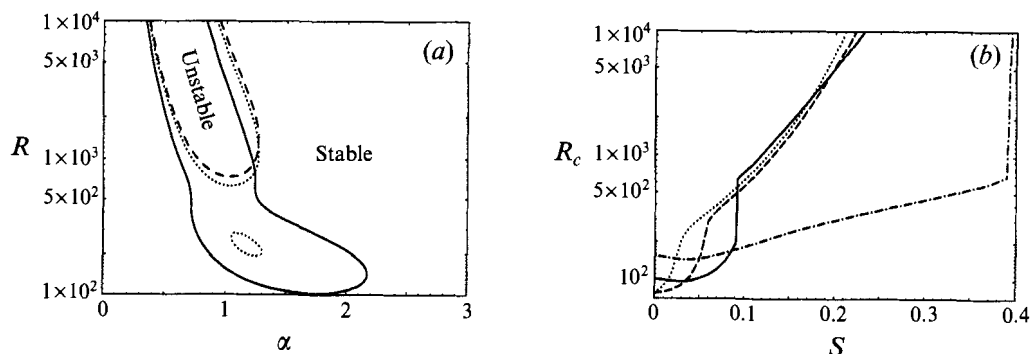 1×10⁴
5×10³
R
1×10³
5×10²
1×10²
0
1
2
3
α
(a)
Unstable
Stable
1×10⁴
5×10³
R_c
1×10³
5×10²
10²
0
0.1
0.2
0.3
0.4
S
(b)